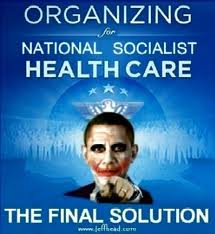 ORGANIZING
for
NATIONAL SOCIALIST
HEALTH CARE
THE FINAL SOLUTION
www.jeffhead.com